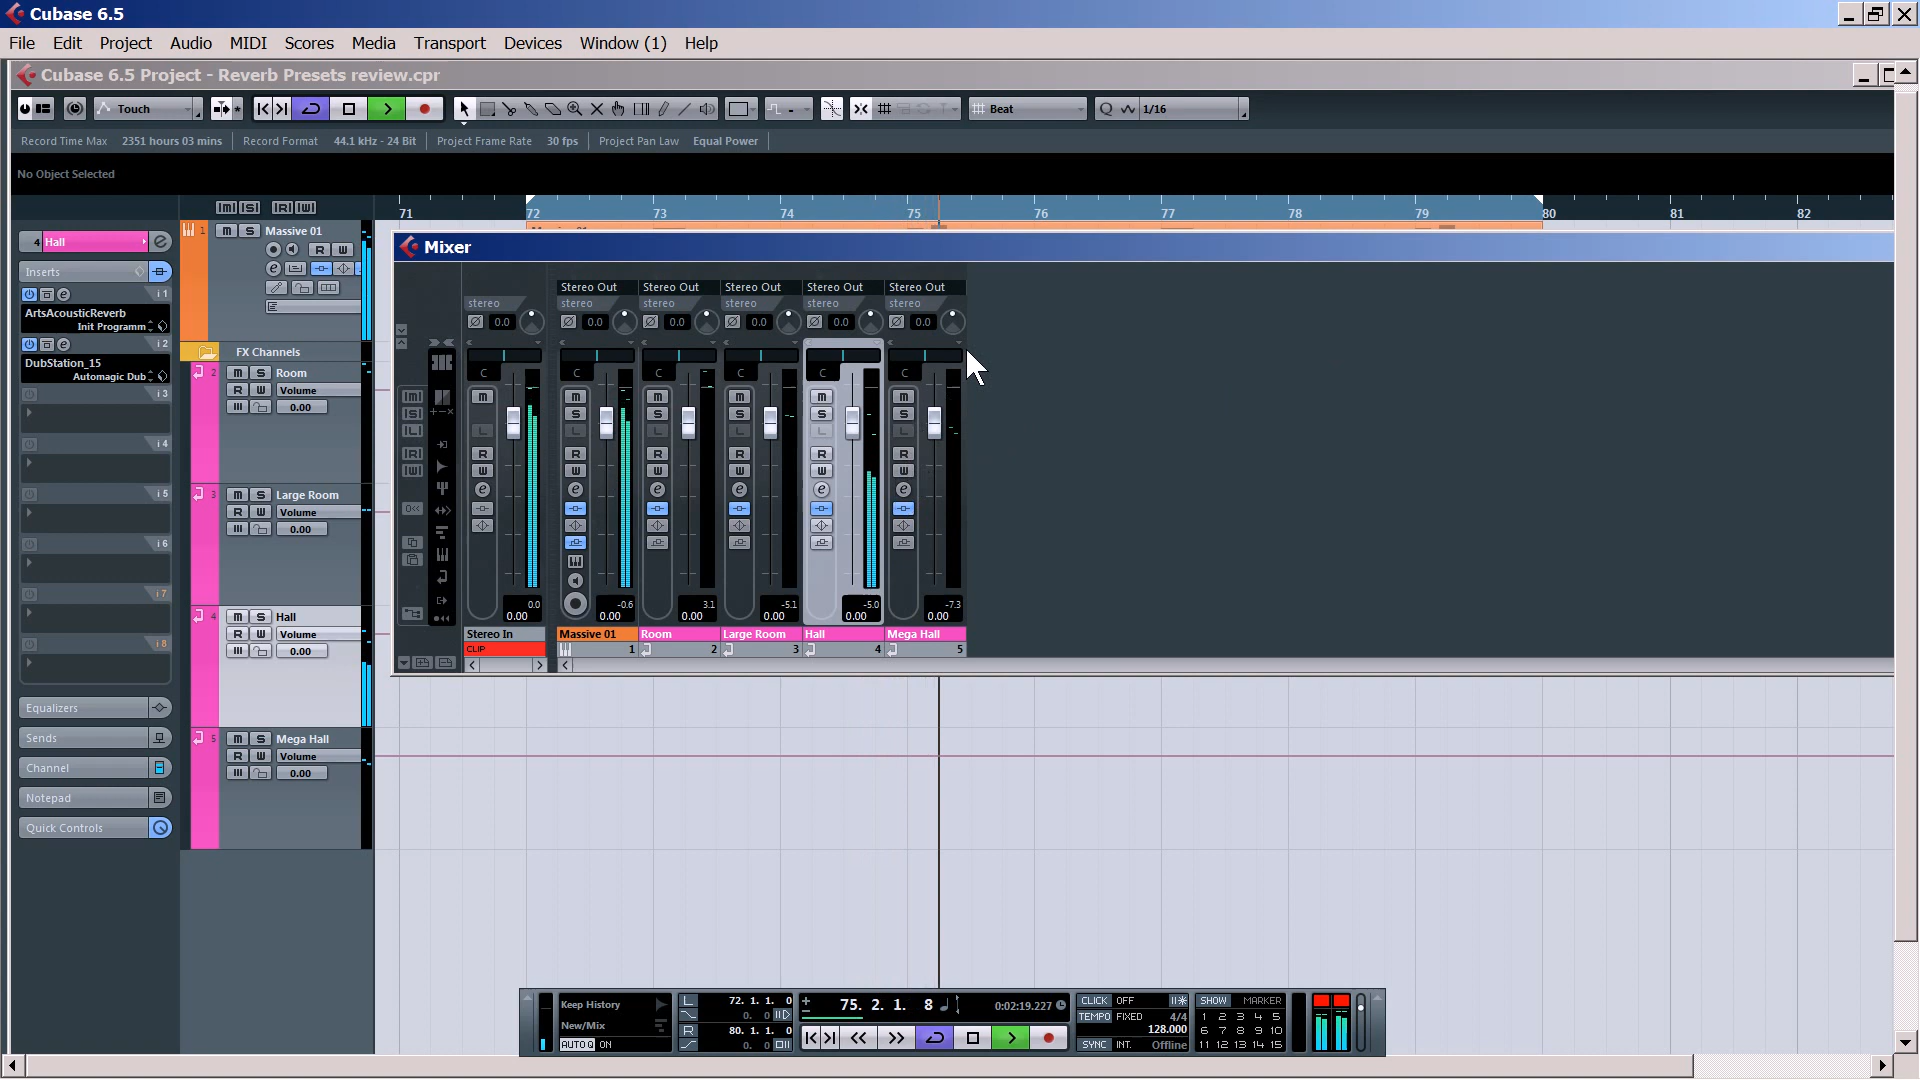 Cubase 6.5
File Edit Project Audio MIDI Scores Media Transport Devices Window (1) Help
Cubase 6.5 Project - Reverb Presets review.cpr
Touch Beat Q 1/16
Record Time Max 2351 hours 03 mins Record Format 44.1 kHz - 24 Bit Project Frame Rate 30 fps Project Pan Law Equal Power
No Object Selected
71 72 73 74 75 76 77 78 79 80 81 82
4 Hall
Inserts
i 1
ArtsAcousticReverb
Init Programm
i 2
DubStation_15
Automagic Dub
i 3
i 4
i 5
i 6
i 7
i 8
Equalizers
Sends
Channel
Notepad
Quick Controls
1 m S Massive 01
R W
FX Channels
2 m S Room
R W Volume
0.00
3 m S Large Room
R W Volume
0.00
4 m S Hall
R W Volume
0.00
5 m S Mega Hall
R W Volume
0.00
Mixer
Stereo Out Stereo Out Stereo Out Stereo Out Stereo Out
stereo stereo stereo stereo stereo stereo
0.0 0.0 0.0 0.0 0.0 0.0
C C C C C C
0.0 -0.6 3.1 -5.1 -5.0 -7.3
0.00 0.00 0.00 0.00 0.00 0.00
Stereo In Massive 01 Room Large Room Hall Mega Hall
CLIP 1 2 3 4 5
Keep History
New/Mix
AUTO Q ON
L 72. 1. 1. 0
0. 0
R 80. 1. 1. 0
0. 0
75. 2. 1. 8 0:02:19.227
CLICK OFF
TEMPO FIXED 4/4
128.000
SYNC INT. Offline
SHOW MARKER
1 2 3 4 5
6 7 8 9 10
11 12 13 14 15